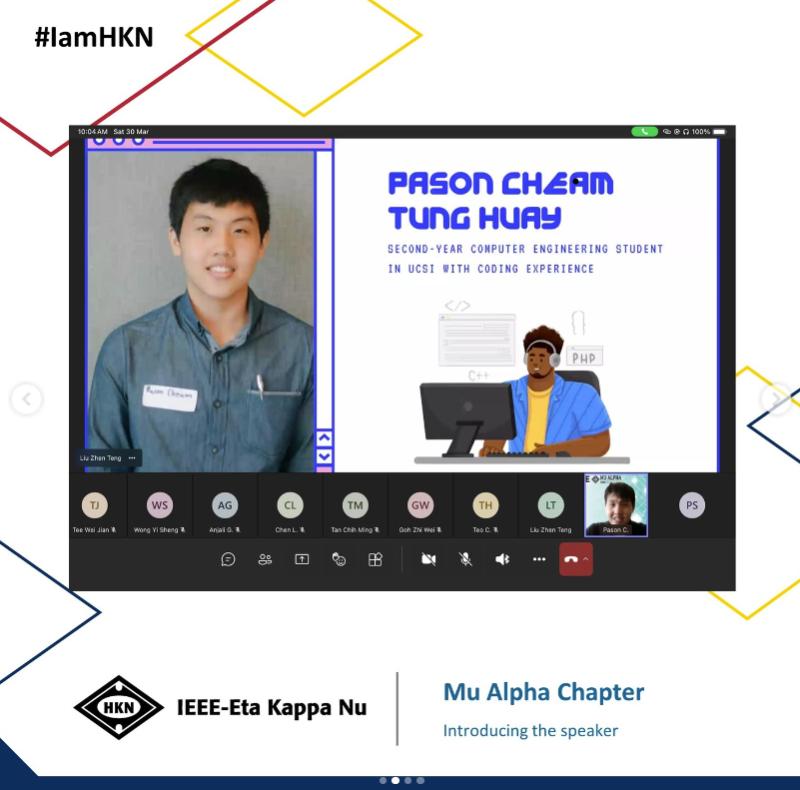 #IamHKN
10:04 AM Sat 30 Mar
100%
PASON CHEAM
TUNG HUAY
SECOND-YEAR COMPUTER ENGINEERING STUDENT
IN UCSI WITH CODING EXPERIENCE
</>
{}
PHP
C++
Pason Cheam
Liu Zhen Teng
TJ
WS
AG
CL
TM
GW
TH
LT
MU ALPHA
PS
Tee Wei Jian
Wong Yi Sheng
Anjali G.
Chen L.
Tan Chih Ming
Goh Zhi Wei
Teo C.
Liu Zhen Teng
Pason C.
HKN
IEEE-Eta Kappa Nu
Mu Alpha Chapter
Introducing the speaker